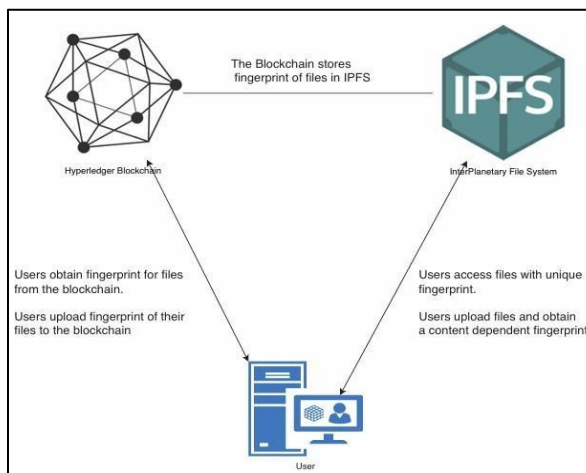 The Blockchain stores
fingerprint of files in IPFS
IPFS
Hyperledger Blockchain
InterPlanetary File System
Users obtain fingerprint for files
from the blockchain.
Users upload fingerprint of their
files to the blockchain
Users access files with unique
fingerprint.
Users upload files and obtain
a content dependent fingerprint
User